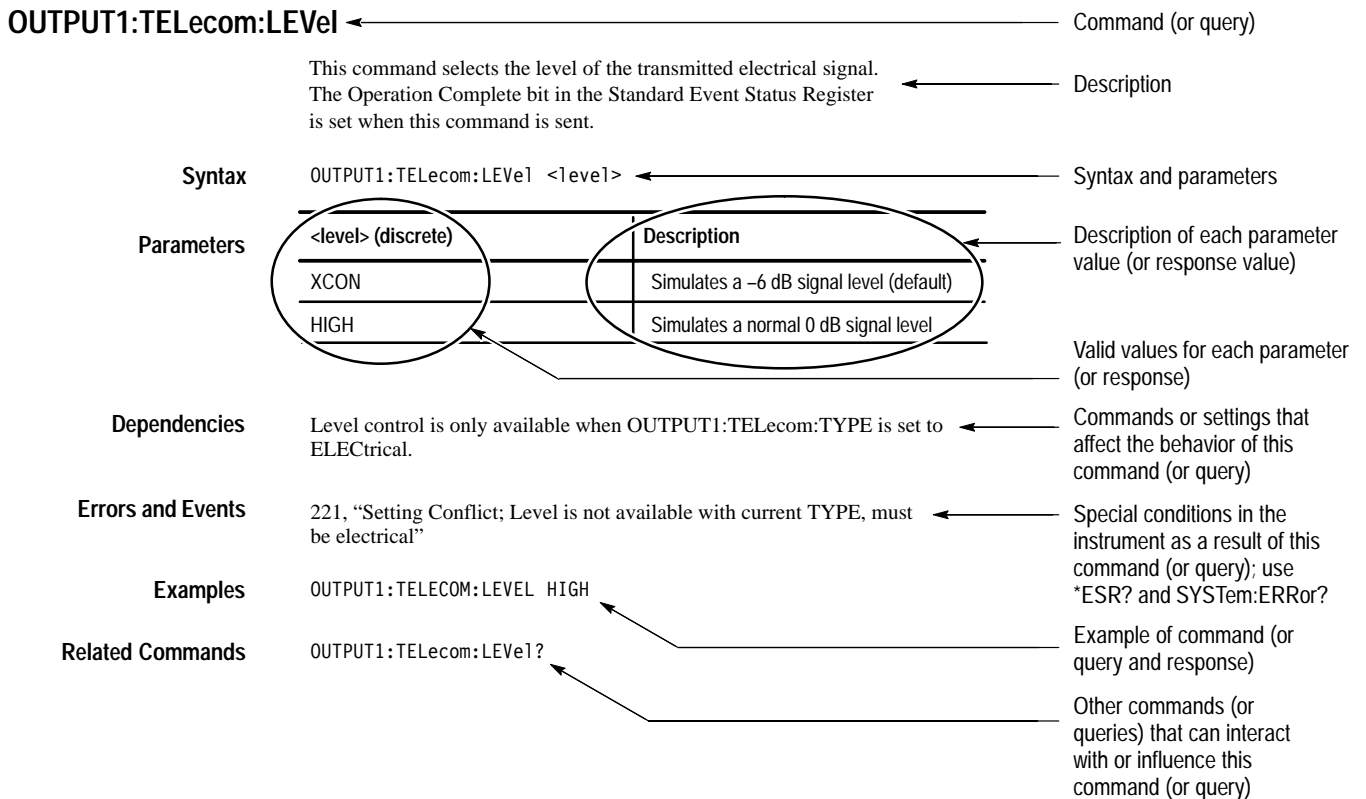 OUTPUT1:TELecom:LEVel
Command (or query)
This command selects the level of the transmitted electrical signal.
The Operation Complete bit in the Standard Event Status Register
is set when this command is sent.
Description
Syntax
OUTPUT1:TELecom:LEVel <level>
Syntax and parameters
Parameters
<level> (discrete)
Description
XCON
Simulates a –6 dB signal level (default)
HIGH
Simulates a normal 0 dB signal level
Description of each parameter
value (or response value)
Valid values for each parameter
(or response)
Dependencies
Level control is only available when OUTPUT1:TELecom:TYPE is set to
ELECtrical.
Commands or settings that
affect the behavior of this
command (or query)
Errors and Events
221, “Setting Conflict; Level is not available with current TYPE, must
be electrical”
Special conditions in the
instrument as a result of this
command (or query); use
*ESR? and SYSTem:ERRor?
Examples
OUTPUT1:TELECOM:LEVEL HIGH
Example of command (or
query and response)
Related Commands
OUTPUT1:TELecom:LEVel?
Other commands (or
queries) that can interact
with or influence this
command (or query)